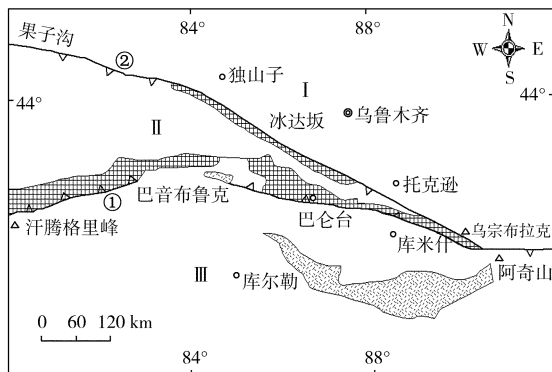 84°
88°
N
W E
S
果子沟
②
独山子
Ⅰ
44°
44°
乌鲁木齐
冰达坂
Ⅱ
托克逊
①
巴音布鲁克
巴仑台
乌宗布拉克
汗腾格里峰
库米什
阿奇山
Ⅲ
库尔勒
0 60 120 km
84°
88°